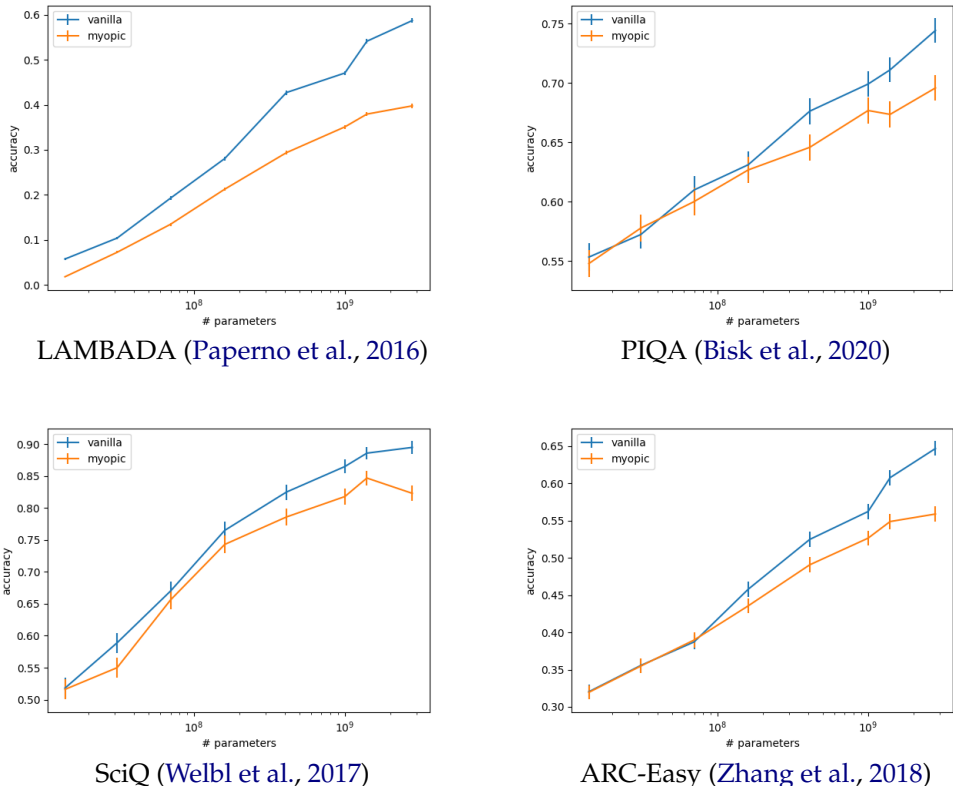 vanilla
myopic
0.6
0.5
0.4
0.3
0.2
0.1
0.0
accuracy
10^8
10^9
# parameters
LAMBADA (Paperno et al., 2016)
vanilla
myopic
0.75
0.70
0.65
0.60
0.55
accuracy
10^8
10^9
# parameters
PIQA (Bisk et al., 2020)
vanilla
myopic
0.90
0.85
0.80
0.75
0.70
0.65
0.60
0.55
0.50
accuracy
10^8
10^9
# parameters
SciQ (Welbl et al., 2017)
vanilla
myopic
0.65
0.60
0.55
0.50
0.45
0.40
0.35
0.30
accuracy
10^8
10^9
# parameters
ARC-Easy (Zhang et al., 2018)